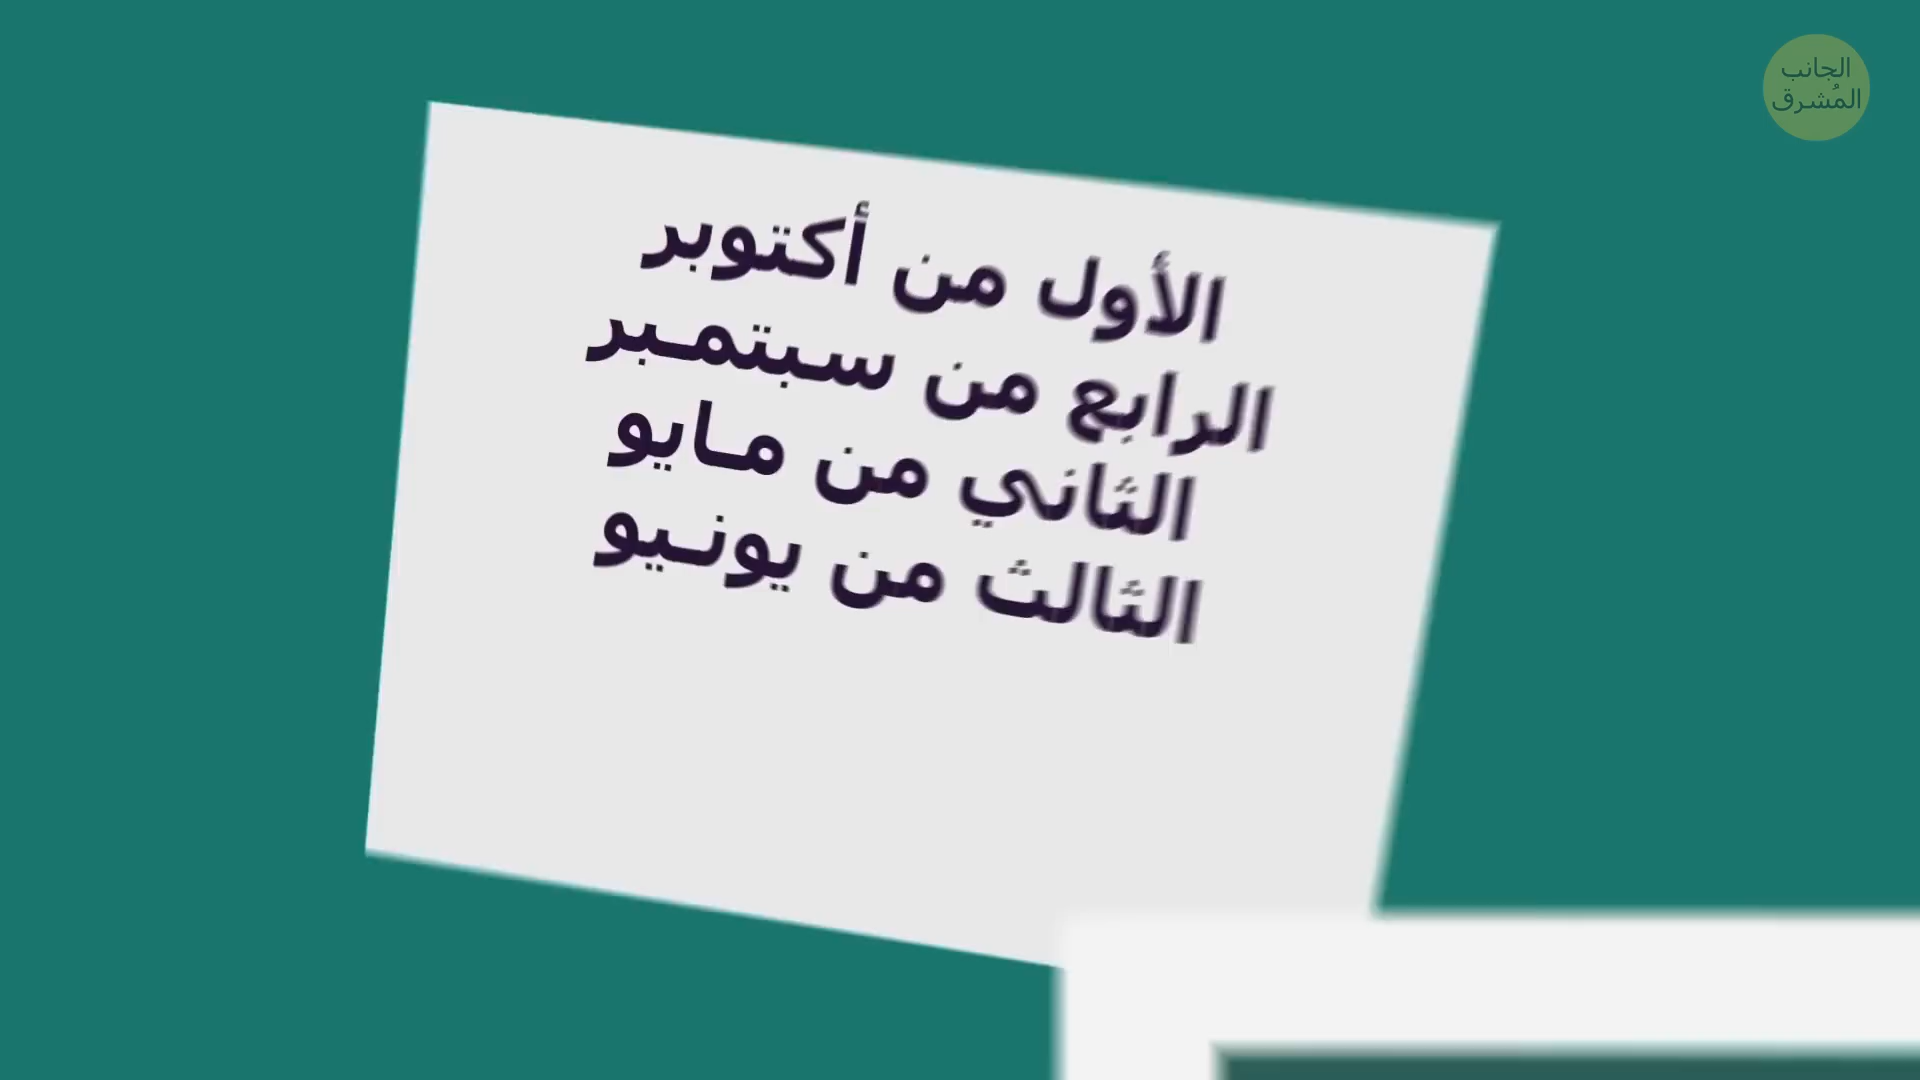 الجانب
المُشرق
الأول من أكتوبر
الرابع من سبتمبر
الثاني من مايو
الثالث من يونيو